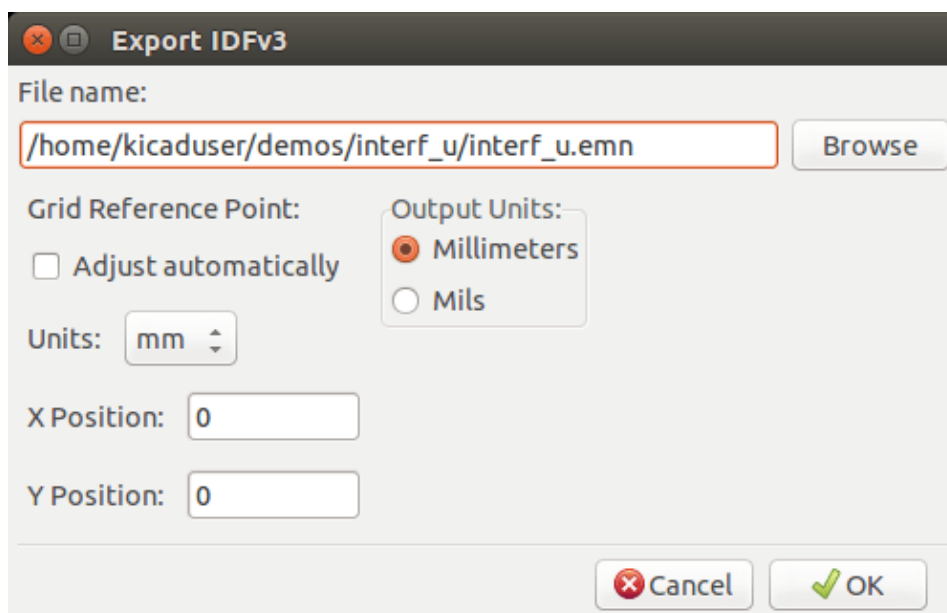 Export IDFv3
File name:
/home/kicaduser/demos/interf_u/interf_u.emn
Browse
Grid Reference Point:
Output Units:
Adjust automatically
Millimeters
Mils
Units: mm
X Position: 0
Y Position: 0
Cancel
OK